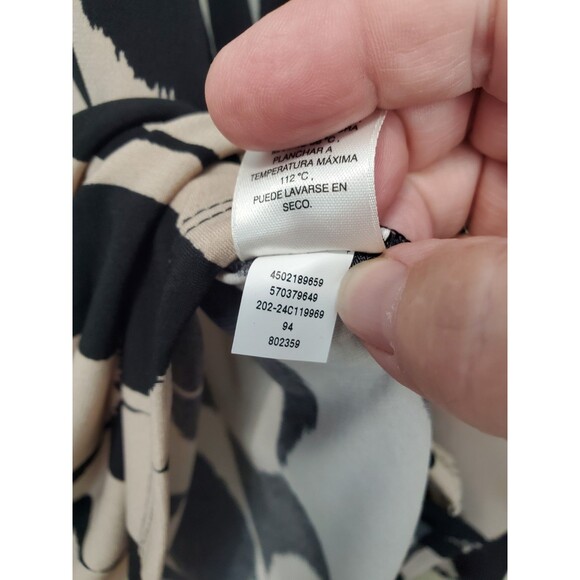 PLANCHAR A
TEMPERATURA MÁXIMA
112 °C,
PUEDE LAVARSE EN
SECO.
4502189659
570379649
202-24C119969
94
802359